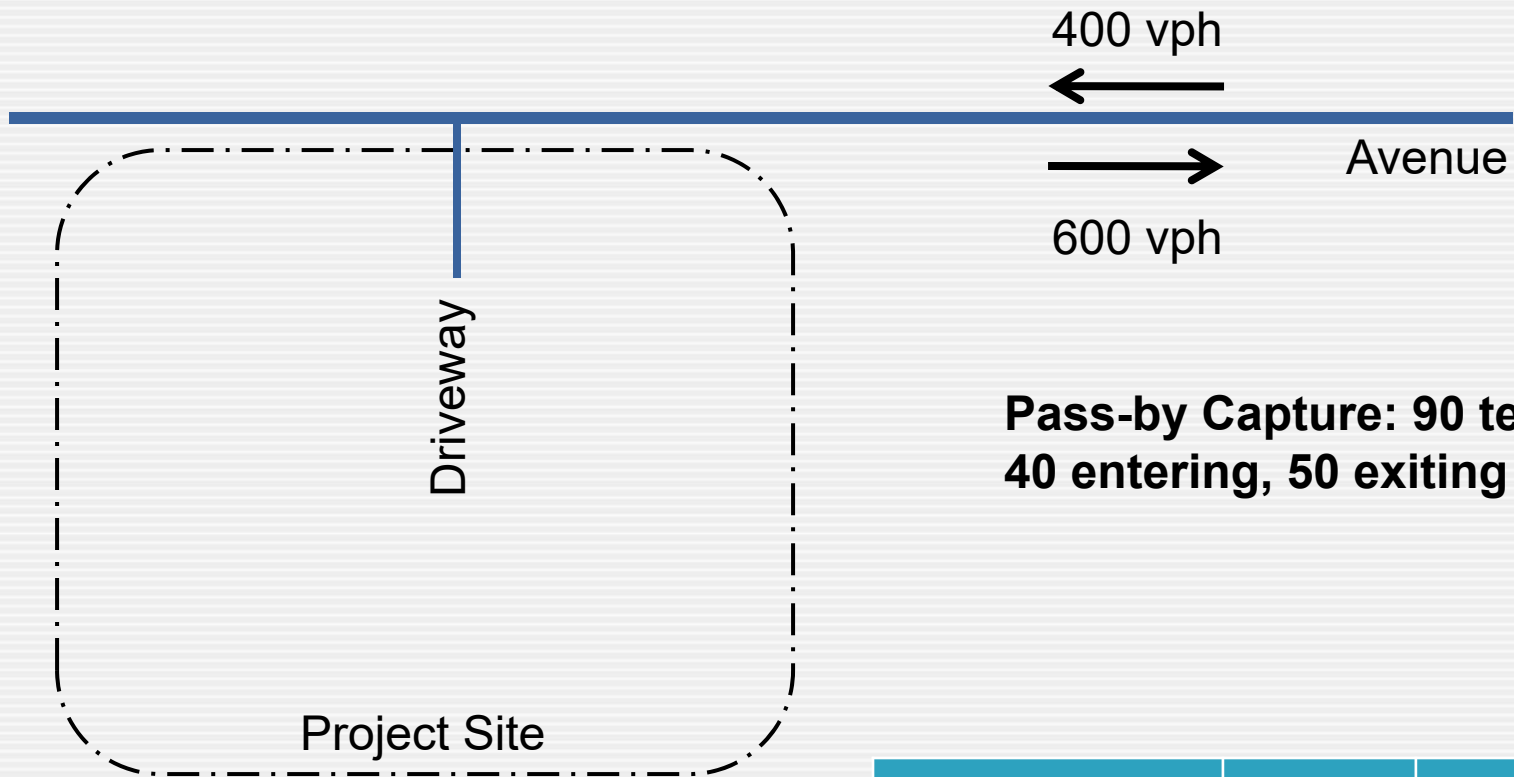 400 vph
Avenue
600 vph
Driveway
Pass-by Capture: 90
40 entering, 50 exiting
Project Site